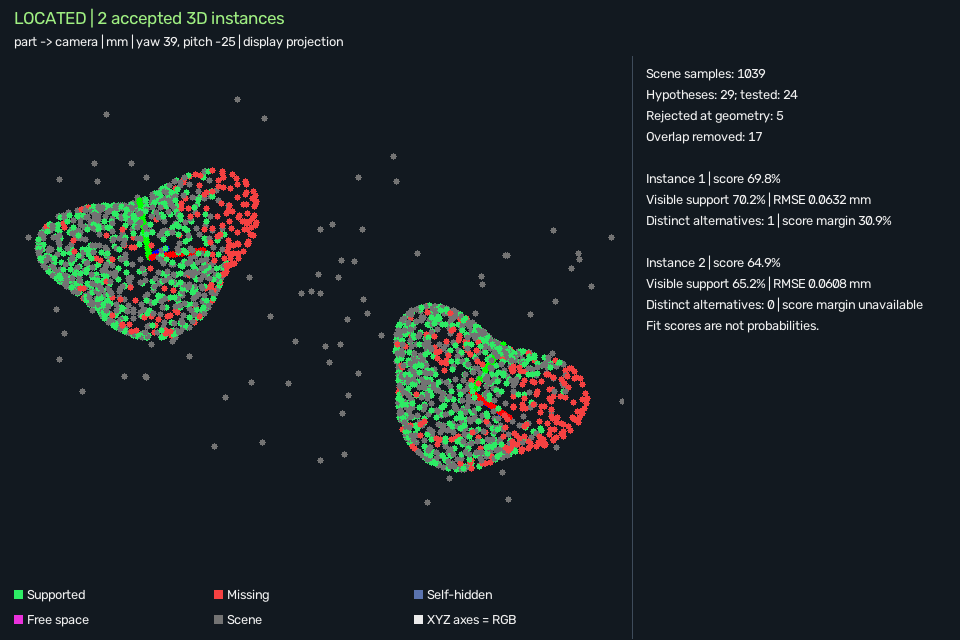 LOCATED | 2 accepted 3D instances
part -> camera | mm | yaw 39, pitch -25 | display projection
Scene samples: 1039
Hypotheses: 29; tested: 24
Rejected at geometry: 5
Overlap removed: 17
Instance 1 | score 69.8%
Visible support 70.2% | RMSE 0.0632 mm
Distinct alternatives: 1 | score margin 30.9%
Instance 2 | score 64.9%
Visible support 65.2% | RMSE 0.0608 mm
Distinct alternatives: 0 | score margin unavailable
Fit scores are not probabilities.
Supported
Missing
Self-hidden
Free space
Scene
XYZ axes = RGB